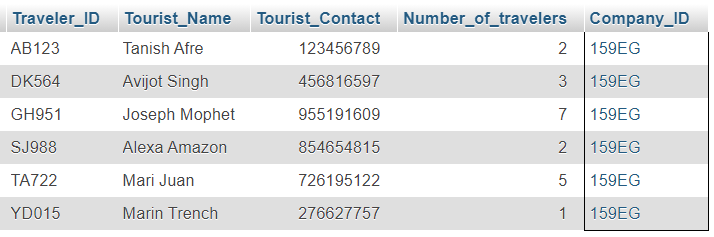 Traveler_ID Tourist_Name Tourist_Contact Number_of_travelers Company_ID
AB123 Tanish Afre 123456789 2 159EG
DK564 Avijot Singh 456816597 3 159EG
GH951 Joseph Mophet 955191609 7 159EG
SJ988 Alexa Amazon 854654815 2 159EG
TA722 Mari Juan 726195122 5 159EG
YD015 Marin Trench 276627757 1 159EG